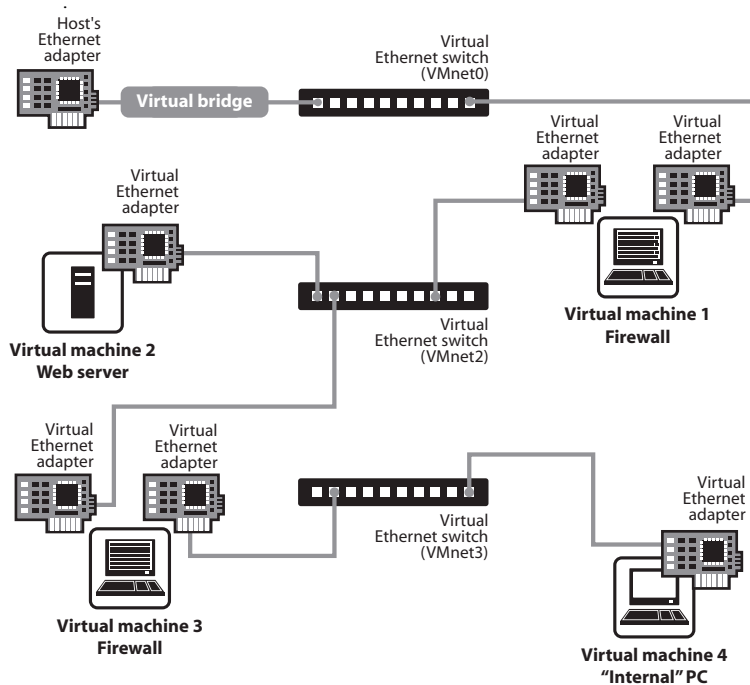 Host's
Ethernet
adapter
Virtual bridge
Virtual
Ethernet switch
(VMnet0)
Virtual
Ethernet
adapter
Virtual
Ethernet
adapter
Virtual
Ethernet
adapter
Virtual machine 2
Web server
Virtual
Ethernet switch
(VMnet2)
Virtual machine 1
Firewall
Virtual
Ethernet
adapter
Virtual
Ethernet
adapter
Virtual
Ethernet switch
(VMnet3)
Virtual
Ethernet
adapter
Virtual machine 3
Firewall
Virtual machine 4
“Internal” PC